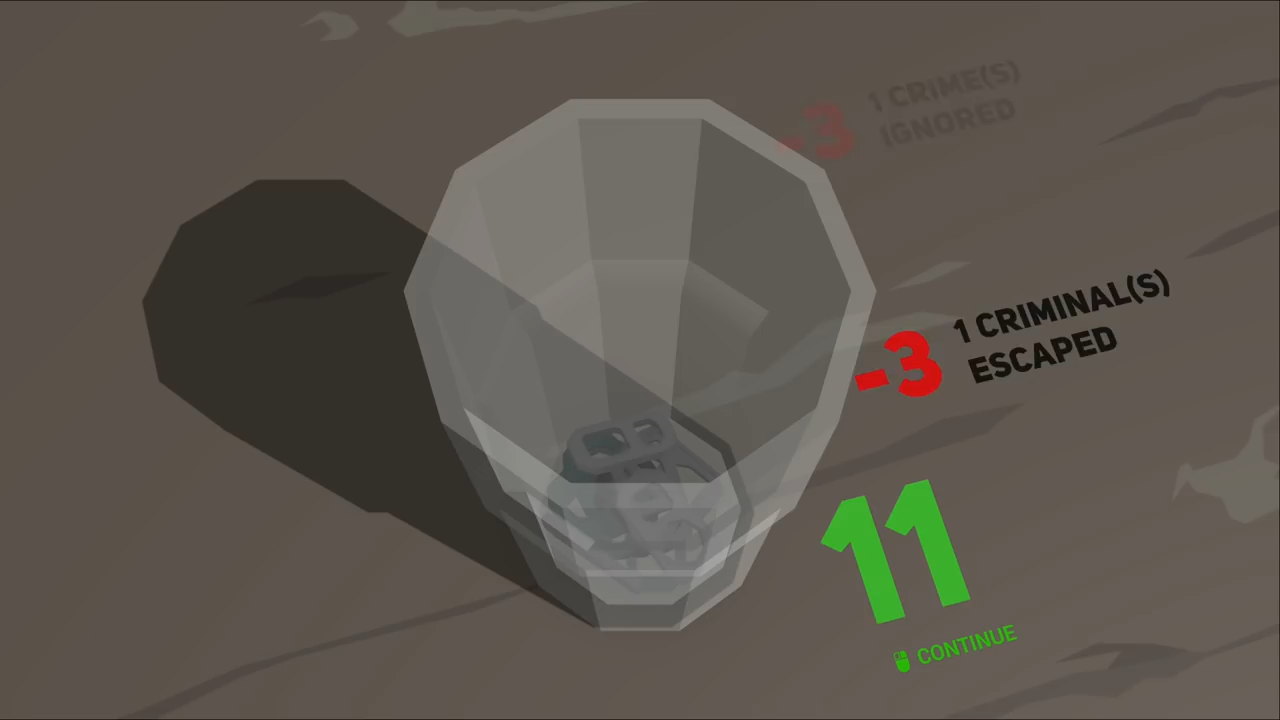 -3 1 CRIME(S)
IGNORED
-3 1 CRIMINAL(S)
ESCAPED
11
CONTINUE